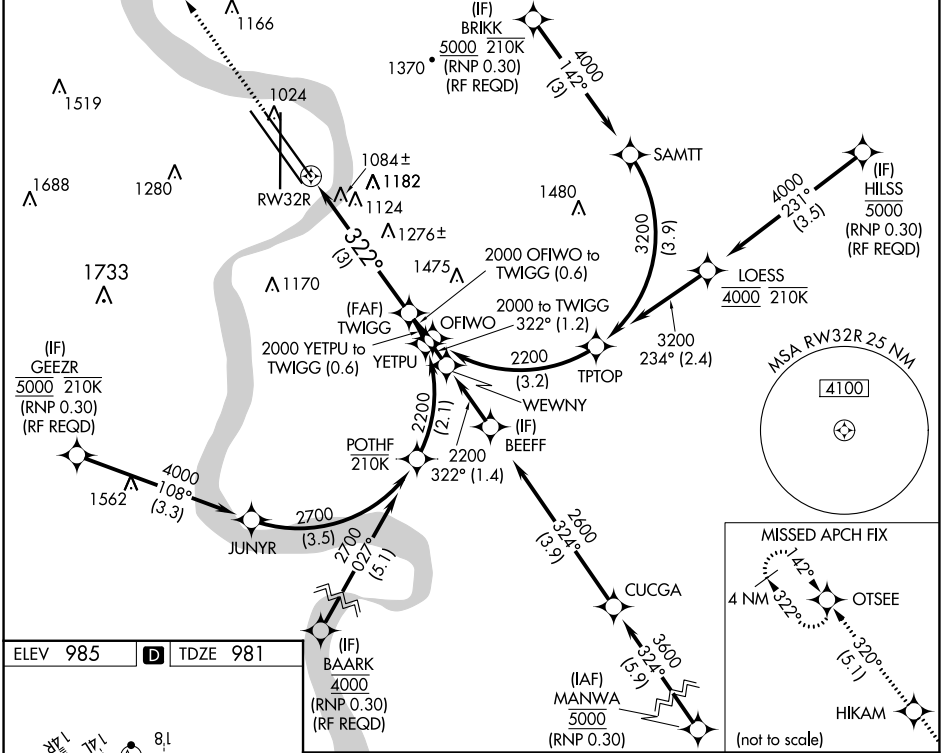 1166
1519
1024
1688
1280
RW32R
1084±
1182
1124
1276±
1733
1170
1475
322°
(3)
(IF)
BRIKK
5000 210K
(RNP 0.30)
(RF REQD)
1370
4000
142°
(3)
SAMTT
1480
3200
(3.9)
4000
231°
(3.5)
(IF)
HILSS
5000
(RNP 0.30)
(RF REQD)
LOESS
4000 210K
3200
234° (2.4)
2000 OFIWO to
TWIGG (0.6)
(FAF)
TWIGG
OFIWO
2000 to TWIGG
322° (1.2)
2000 YETPU to
TWIGG (0.6)
YETPU
2200
(3.2)
TPTOP
WEWNY
(IF)
BEEFF
2200
322° (1.4)
(IF)
GEEZR
5000 210K
(RNP 0.30)
(RF REQD)
4000
108°
(3.3)
1562
JUNYR
2700
(3.5)
POTHF
210K
2200
(2.1)
2700
027°
(5.1)
(IF)
BAARK
4000
(RNP 0.30)
(RF REQD)
2600
324°
(3.9)
CUCGA
3600
324°
(5.9)
(IAF)
MANWA
5000
(RNP 0.30)
MSA RW32R 25 NM
4100
MISSED APCH FIX
142°
4 NM
322°
OTSEE
320°
(5.1)
HIKAM
(not to scale)
ELEV 985 D TDZE 981
14R
14L
18